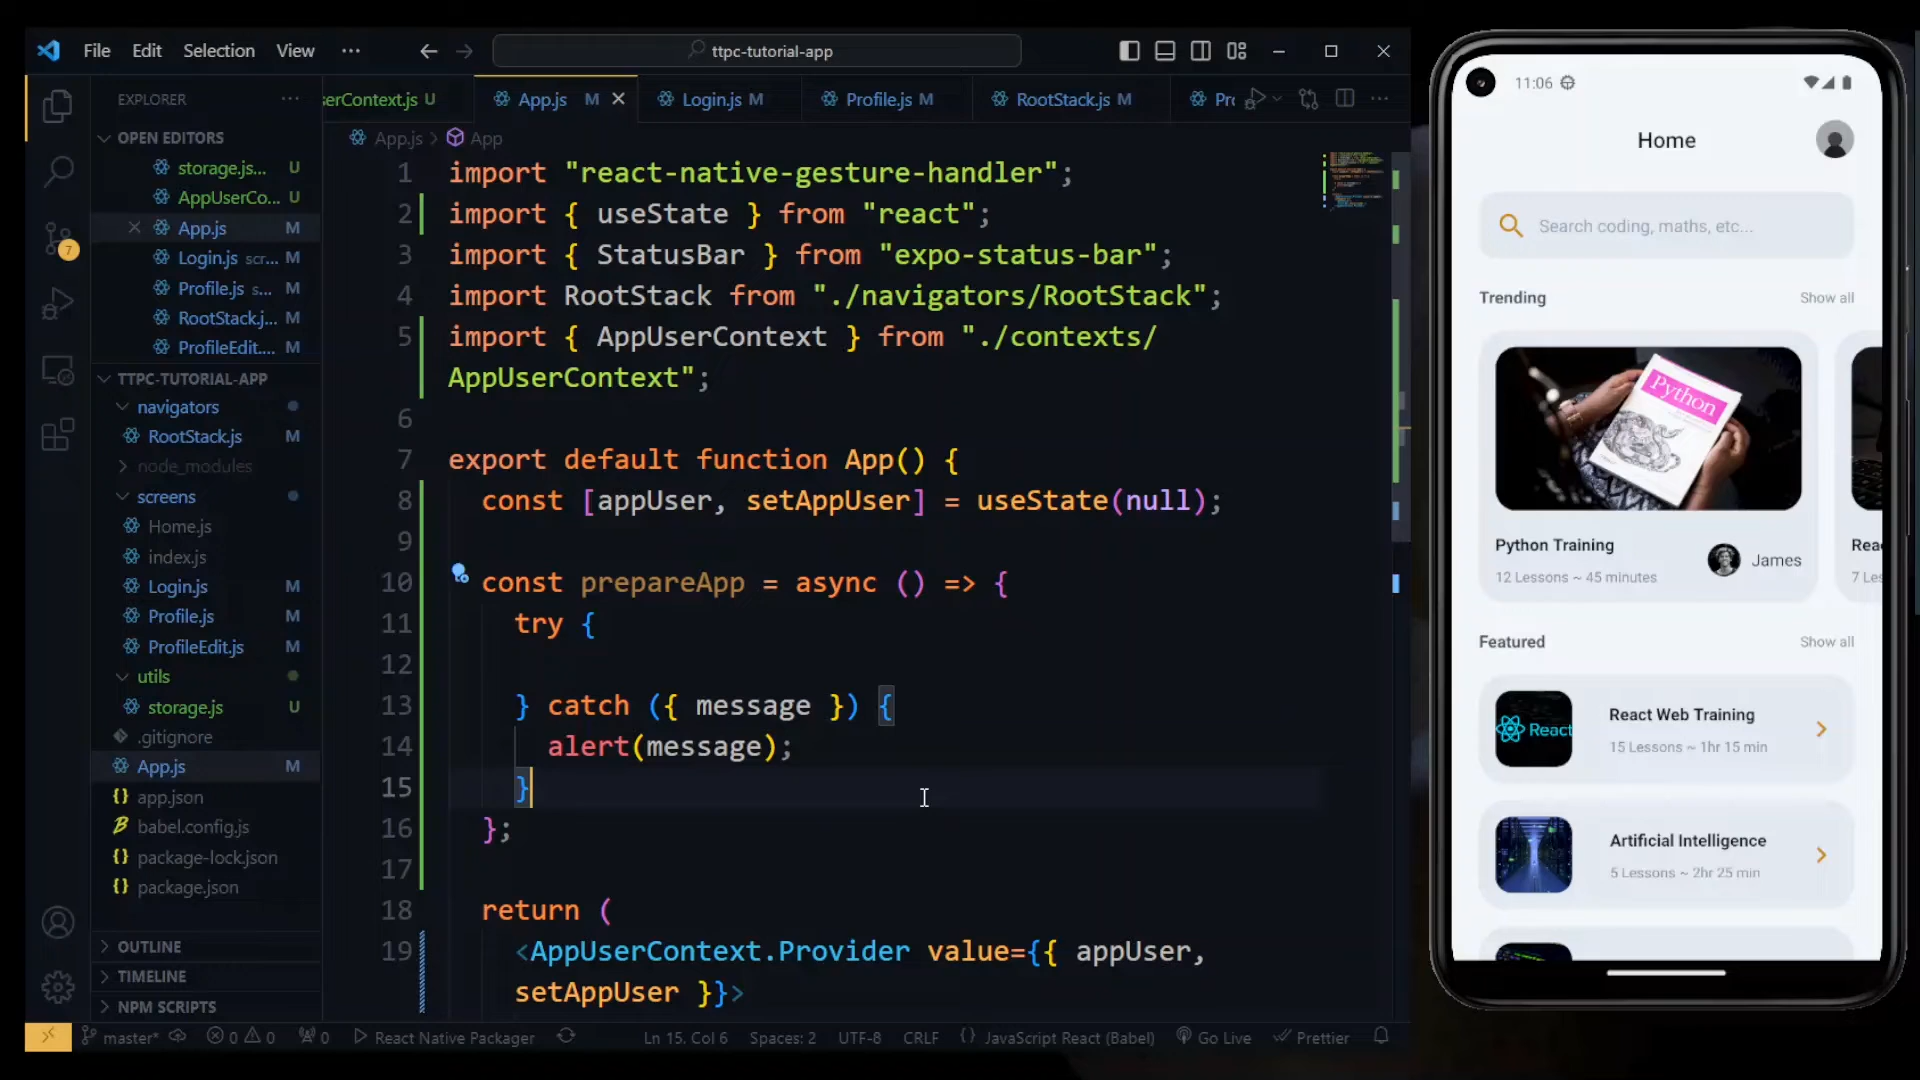 File Edit Selection View ··· ttpc-tutorial-app
EXPLORER ···
OPEN EDITORS
storage.js... U
AppUserCo... U
App.js M
Login.js scr... M
Profile.js s... M
RootStack.j... M
ProfileEdit.... M
TTPC-TUTORIAL-APP
navigators
RootStack.js M
node_modules
screens
Home.js
index.js
Login.js M
Profile.js M
ProfileEdit.js M
utils
storage.js U
.gitignore
App.js M
{} app.json
babel.config.js
{} package-lock.json
{} package.json
OUTLINE
TIMELINE
NPM SCRIPTS
7
serContext.js U App.js M Login.js M Profile.js M RootStack.js M Pr ···
App.js > App
1 import "react-native-gesture-handler";
2 import { useState } from "react";
3 import { StatusBar } from "expo-status-bar";
4 import RootStack from "./navigators/RootStack";
5 import { AppUserContext } from "./contexts/
AppUserContext";
6
7 export default function App() {
8 const [appUser, setAppUser] = useState(null);
9
10 const prepareApp = async () => {
11 try {
12
13 } catch ({ message }) {
14 alert(message);
15 }
16 };
17
18 return (
19 <AppUserContext.Provider value={{ appUser,
setAppUser }}>
master* 0 0 0 React Native Packager Ln 15, Col 6 Spaces: 2 UTF-8 CRLF {} JavaScript React (Babel) Go Live Prettier
11:06
Home
Search coding, maths, etc...
Trending Show all
Python
Python Training
12 Lessons ~ 45 minutes
James
Rea
7 Les
Featured Show all
React
React Web Training
15 Lessons ~ 1hr 15 min
Artificial Intelligence
5 Lessons ~ 2hr 25 min